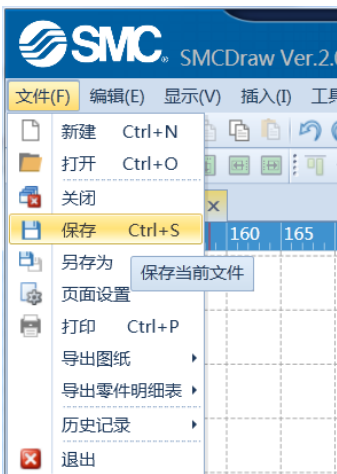 SMC. SMCDraw Ver.2.
文件(F) 编辑(E) 显示(V) 插入(I)
新建 Ctrl+N
打开 Ctrl+O
关闭
保存 Ctrl+S
160 165
另存为
保存当前文件
页面设置
打印 Ctrl+P
导出图纸
导出零件明细表
历史记录
退出